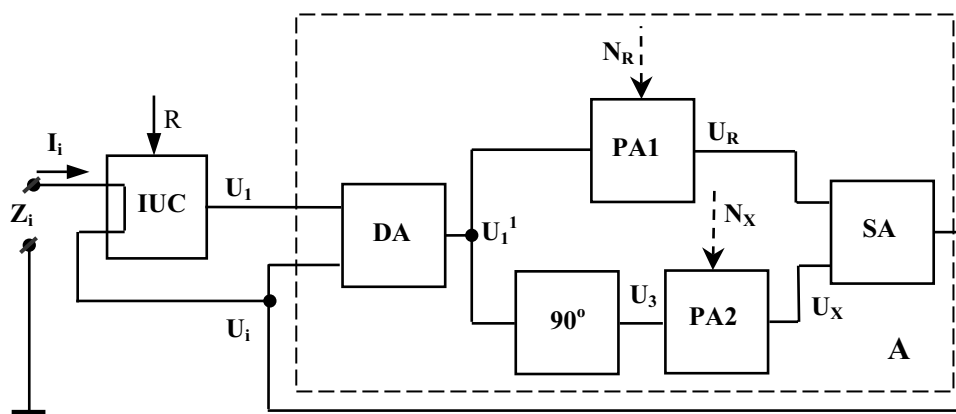 N_R
R
I_i
PA1
U_R
U_1
IUC
N_X
Z_i
DA
U_1^1
SA
U_3
90°
PA2
U_X
U_i
A